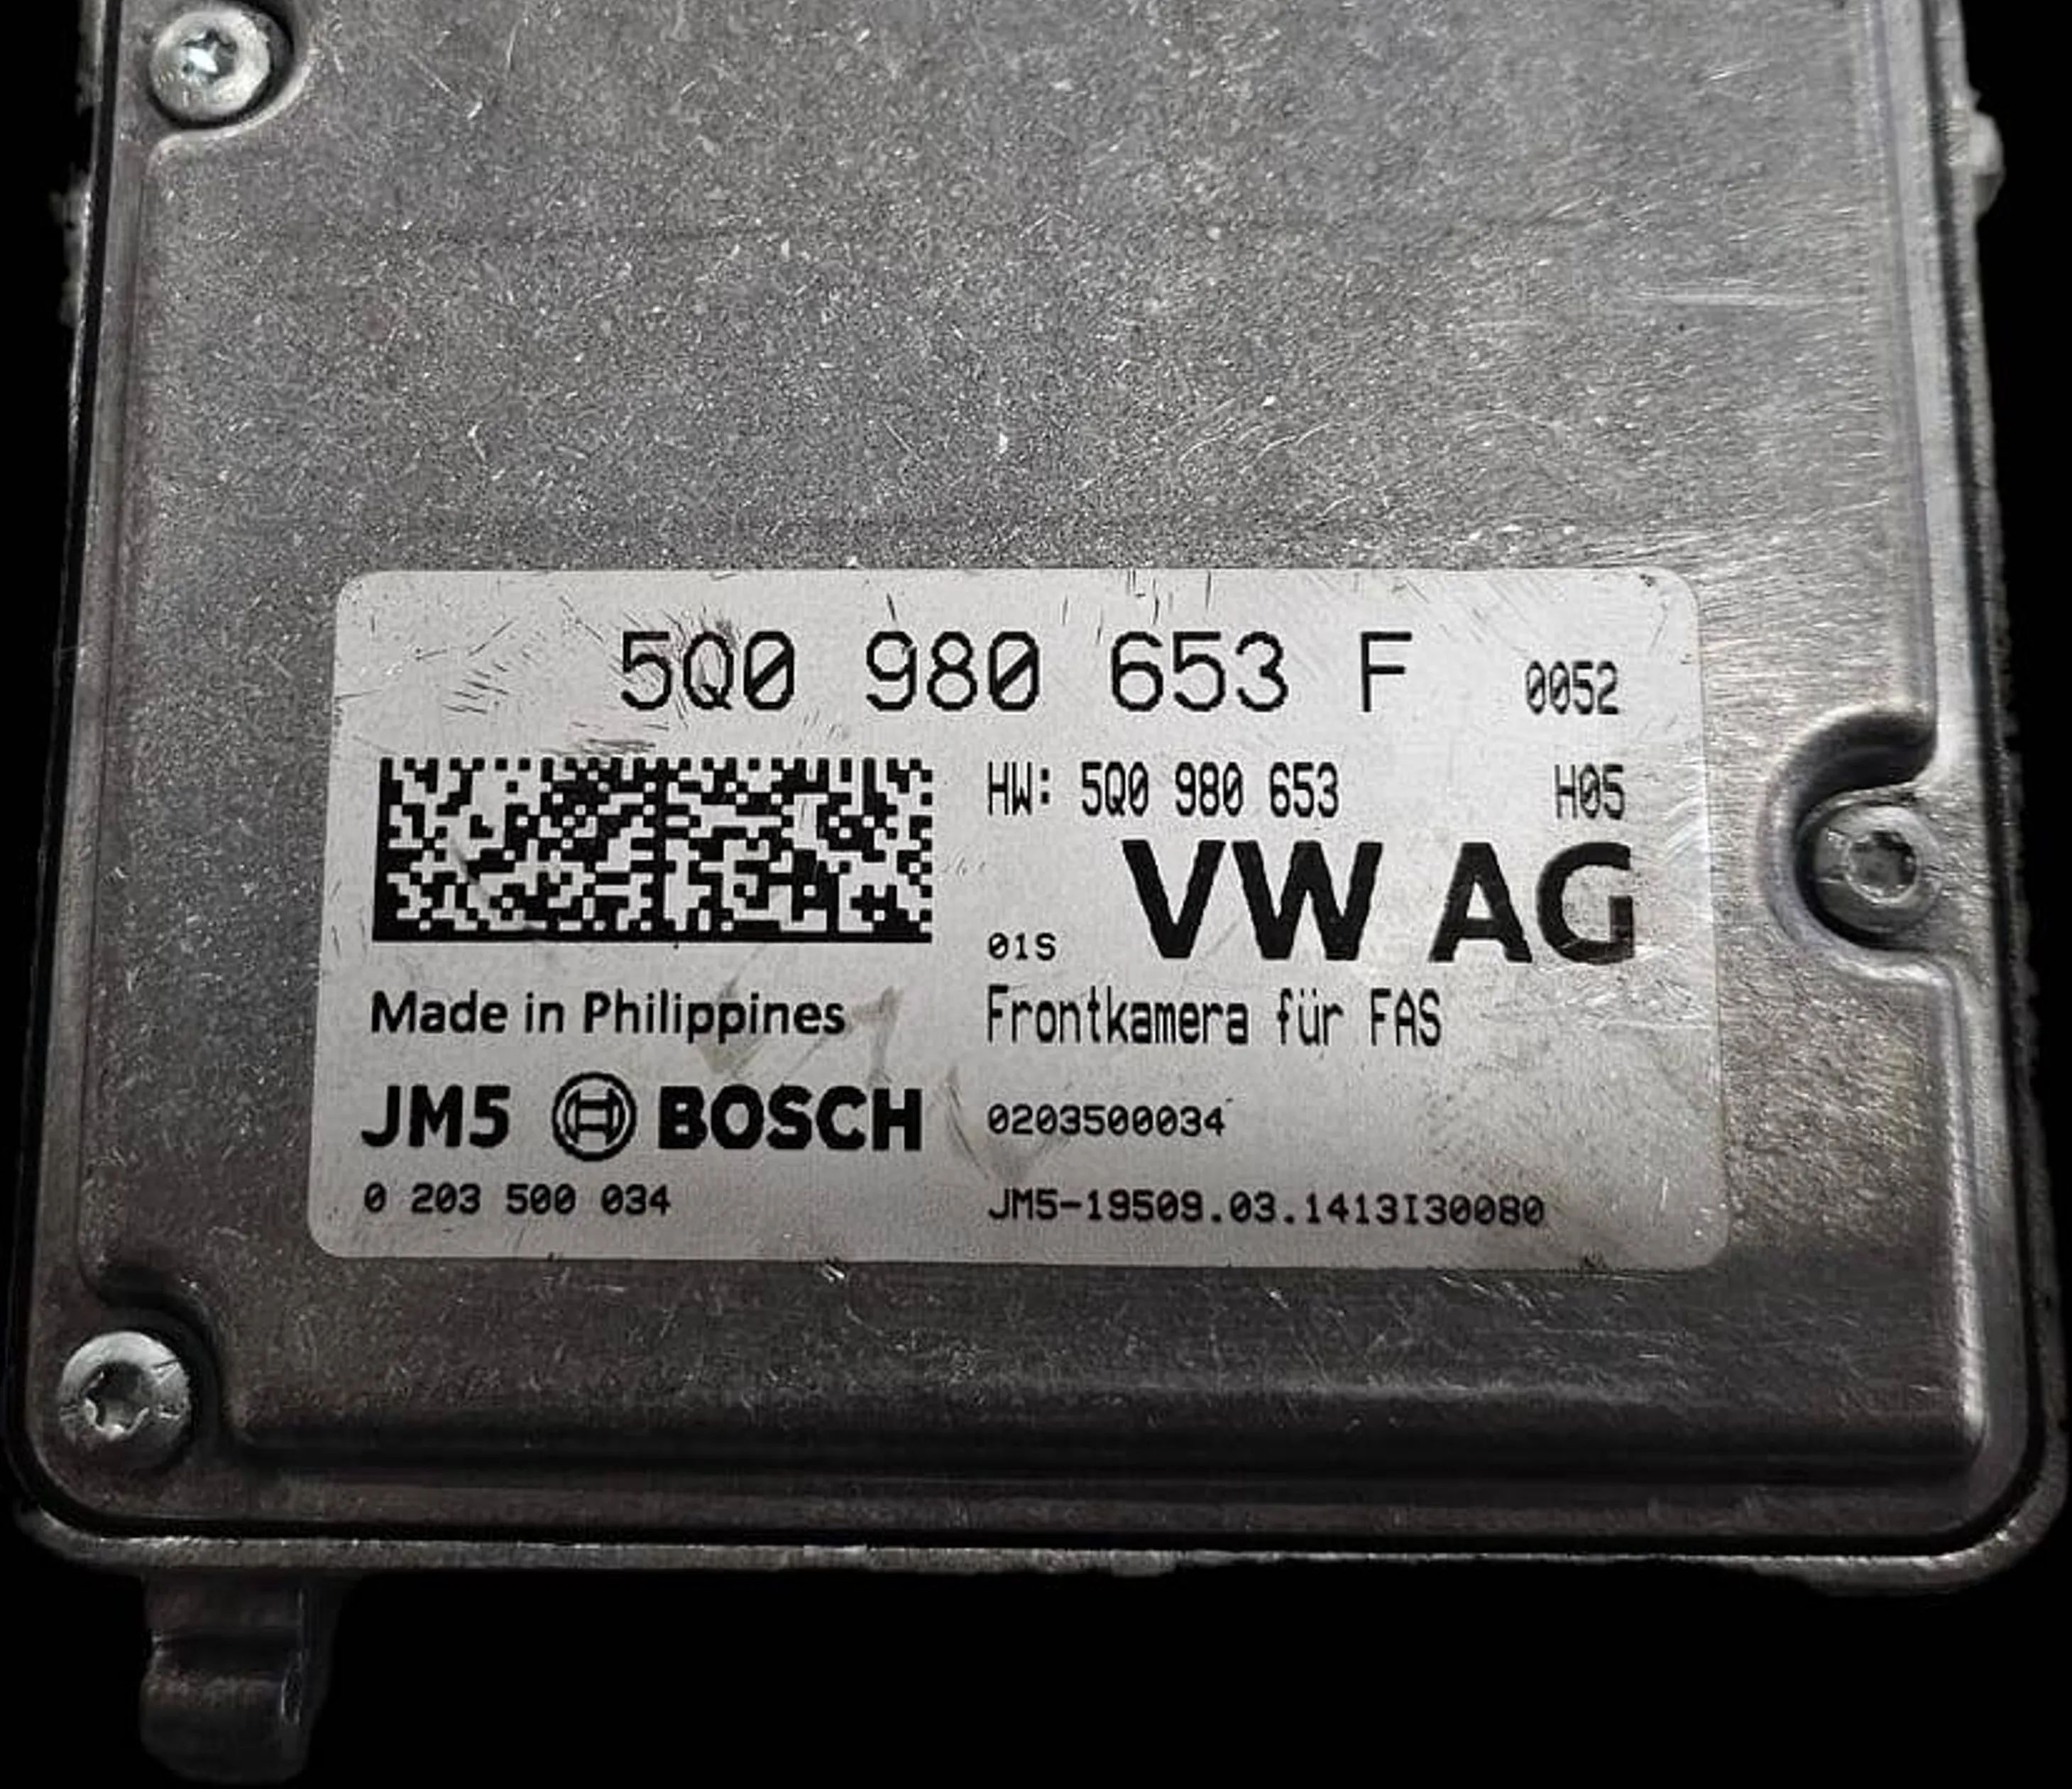 5Q0 980 653 F 0052
HW: 5Q0 980 653 H05
01S VW AG
Made in Philippines
Frontkamera für FAS
JM5 BOSCH
0203500034
0 203 500 034
JM5-19509.03.1413I30080